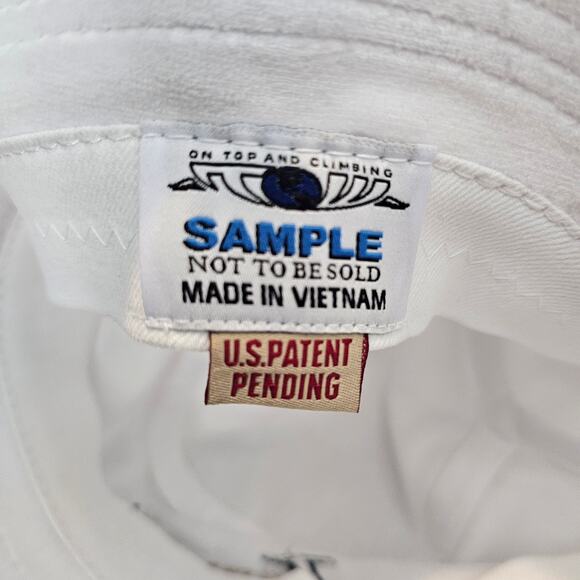 ON TOP AND CLIMBING
SAMPLE
NOT TO BE SOLD
MADE IN VIETNAM
U.S.PATENT
PENDING